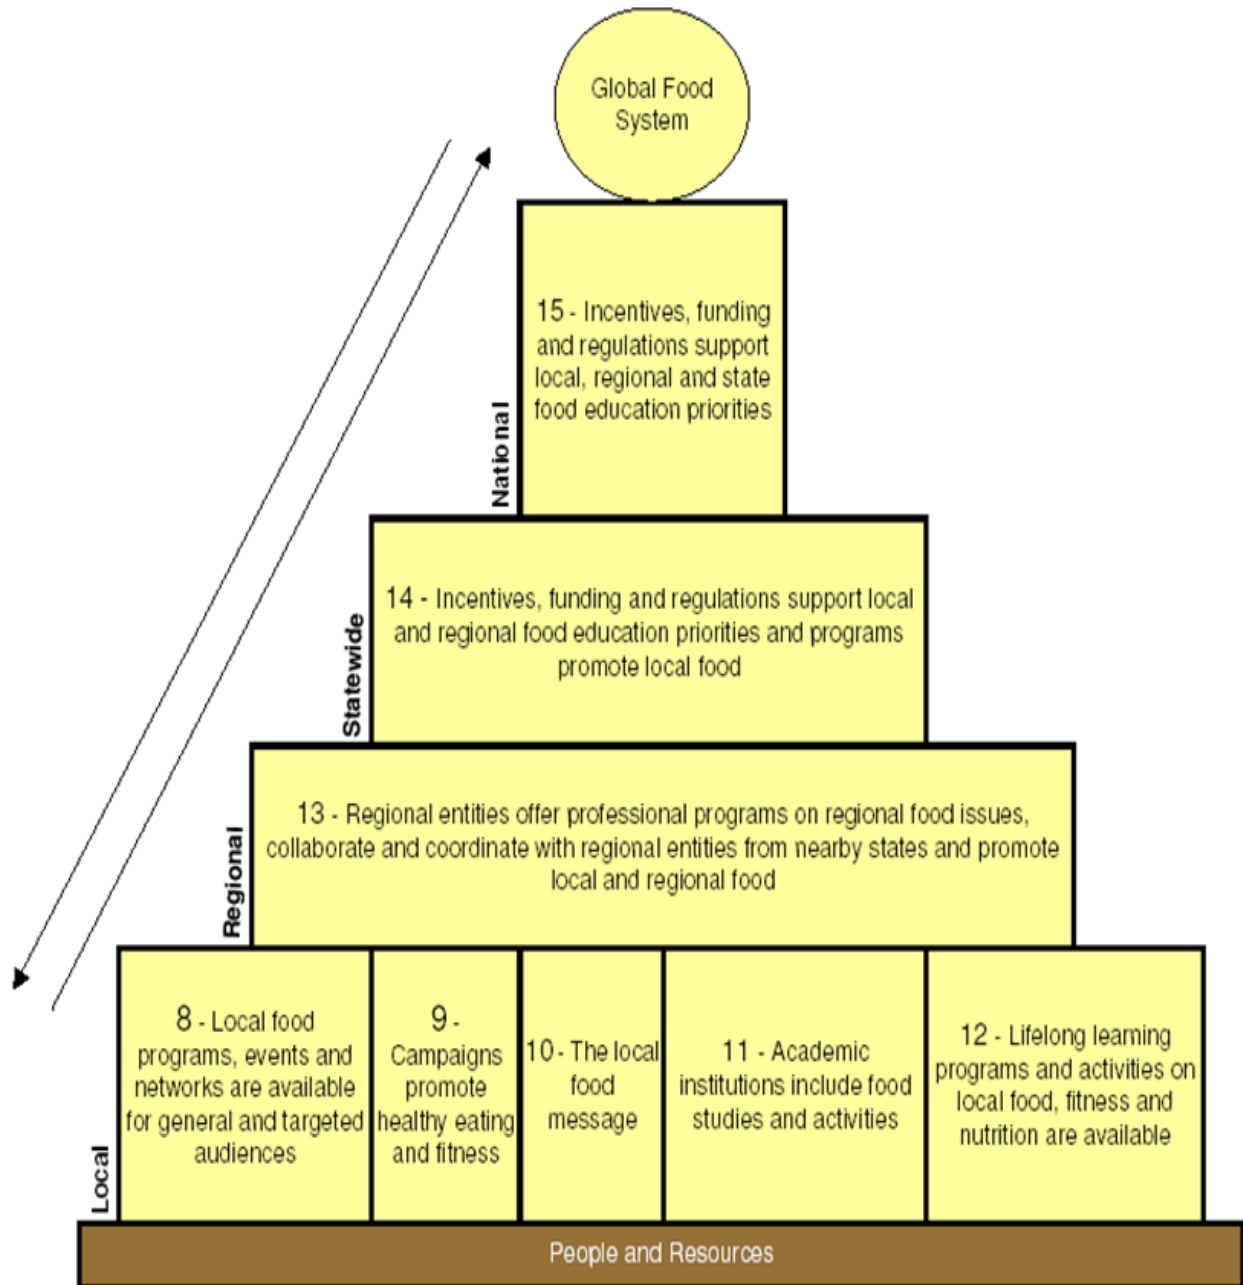 Global Food
System
National
15 - Incentives, funding
and regulations support
local, regional and state
food education priorities
Statewide
14 - Incentives, funding and regulations support local
and regional food education priorities and programs
promote local food
Regional
13 - Regional entities offer professional programs on regional food issues,
collaborate and coordinate with regional entities from nearby states and promote
local and regional food
Local
8 - Local food
programs, events and
networks are available
for general and targeted
audiences
9 -
Campaigns
promote
healthy eating
and fitness
10 - The local
food
message
11 - Academic
institutions include food
studies and activities
12 - Lifelong learning
programs and activities on
local food, fitness and
nutrition are available
People and Resources